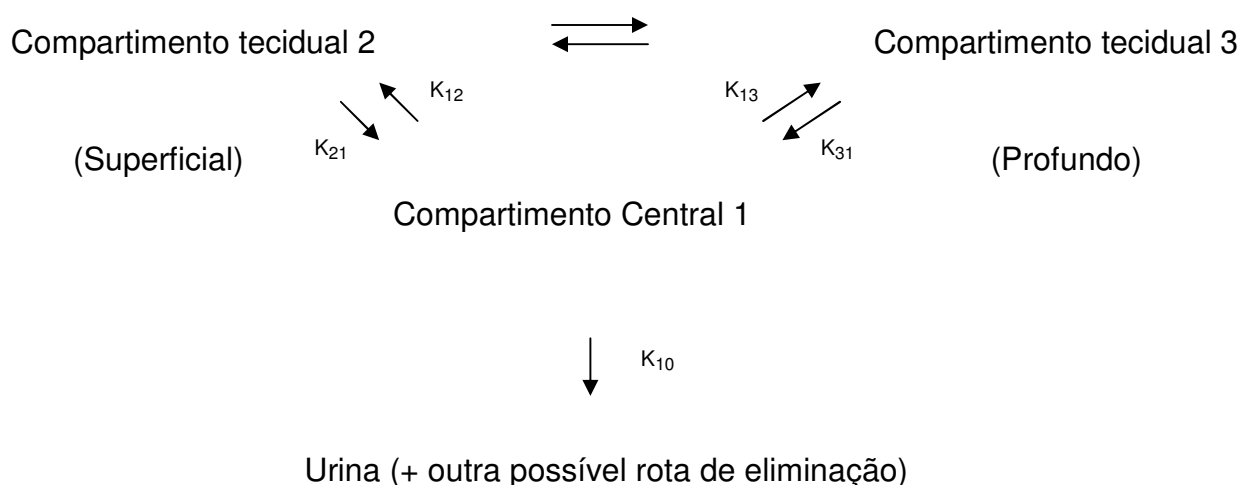 Compartimento tecidual 2 Compartimento tecidual 3
K12 K13
(Superficial) K21 K31 (Profundo)
Compartimento Central 1
K10
Urina (+ outra possível rota de eliminação)